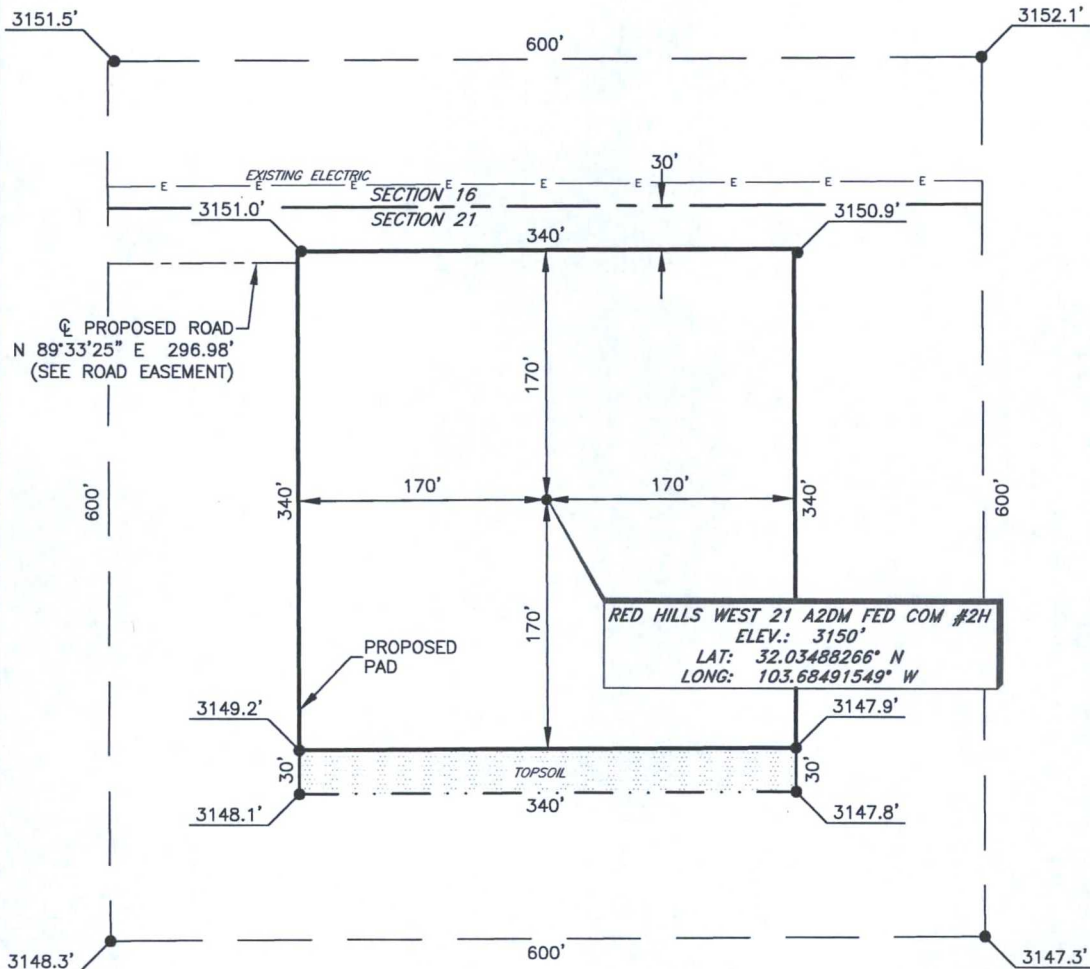 3151.5'
3152.1'
600'
EXISTING ELECTRIC
E E E E E E E E E
30'
SECTION 16
SECTION 21
3151.0'
3150.9'
340'
℄ PROPOSED ROAD
N 89°33'25" E 296.98'
(SEE ROAD EASEMENT)
170'
600'
340'
170'
170'
340'
600'
170'
RED HILLS WEST 21 A2DM FED COM #2H
ELEV.: 3150'
LAT: 32.03488266° N
LONG: 103.68491549° W
PROPOSED
PAD
3149.2'
3147.9'
30'
TOPSOIL
30'
340'
3148.1'
3147.8'
600'
3148.3'
3147.3'